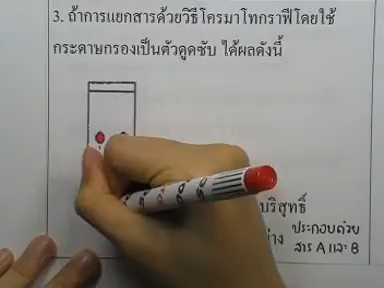 3. ถ้าการแยกสารด้วยวิธีโครมาโทกราฟีโดยใช้
กระดาษกรองเป็นตัวดูดซับ ได้ผลดังนี้
บริสุทธิ์
ประกอบด้วย
สาร A และ B